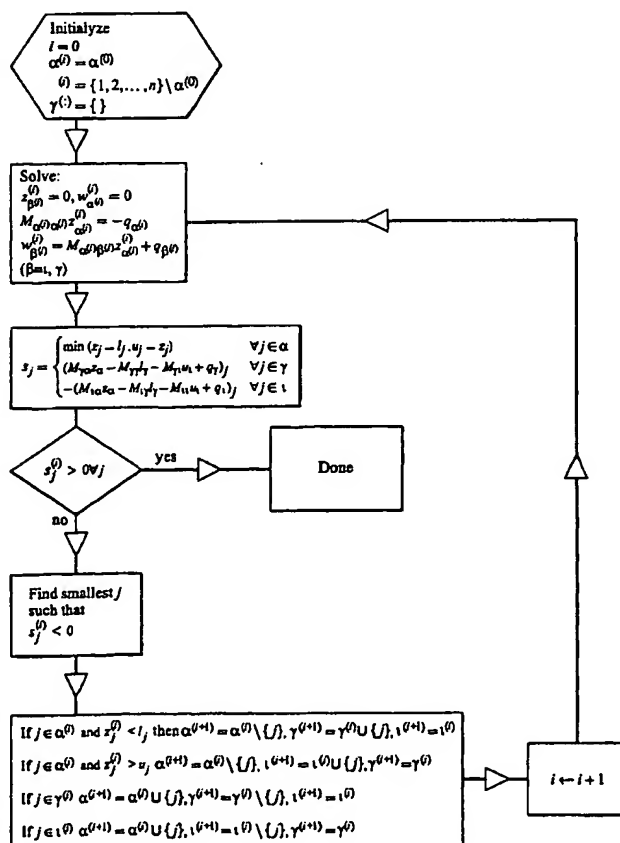 Initialyze
i = 0
α^(i) = α^(0)
^(i) = {1, 2, …, n} \ α^(0)
γ^(:) = { }
Solve:
z_β^(i)^(i) = 0, w_α^(i)^(i) = 0
M_α^(i)α^(i) z_α^(i)^(i) = −q_α^(i)
w_β^(i)^(i) = M_α^(i)β^(i) z_α^(i)^(i) + q_β^(i)
(β=ι, γ)
s_j = { min (z_j − l_j . u_j − z_j) ∀j ∈ α
(M_γα z_α − M_γγ l_γ − M_γι u_ι + q_γ)_j ∀j ∈ γ
−(M_ια z_α − M_ιγ l_γ − M_ιι u_ι + q_ι)_j ∀j ∈ ι
s_j^(i) > 0∀j
yes
Done
no
Find smallest j
such that
s_j^(i) < 0
If j ∈ α^(i) and z_j^(i) < l_j then α^(i+1) = α^(i) \ {j}, γ^(i+1) = γ^(i) ∪ {j}, ι^(i+1) = ι^(i)
If j ∈ α^(i) and z_j^(i) > u_j α^(i+1) = α^(i) \ {j}, ι^(i+1) = ι^(i) ∪ {j}, γ^(i+1) = γ^(i)
If j ∈ γ^(i) α^(i+1) = α^(i) ∪ {j}, γ^(i+1) = γ^(i) \ {j}, ι^(i+1) = ι^(i)
If j ∈ ι^(i) α^(i+1) = α^(i) ∪ {j}, ι^(i+1) = ι^(i) \ {j}, γ^(i+1) = γ^(i)
i ← i + 1